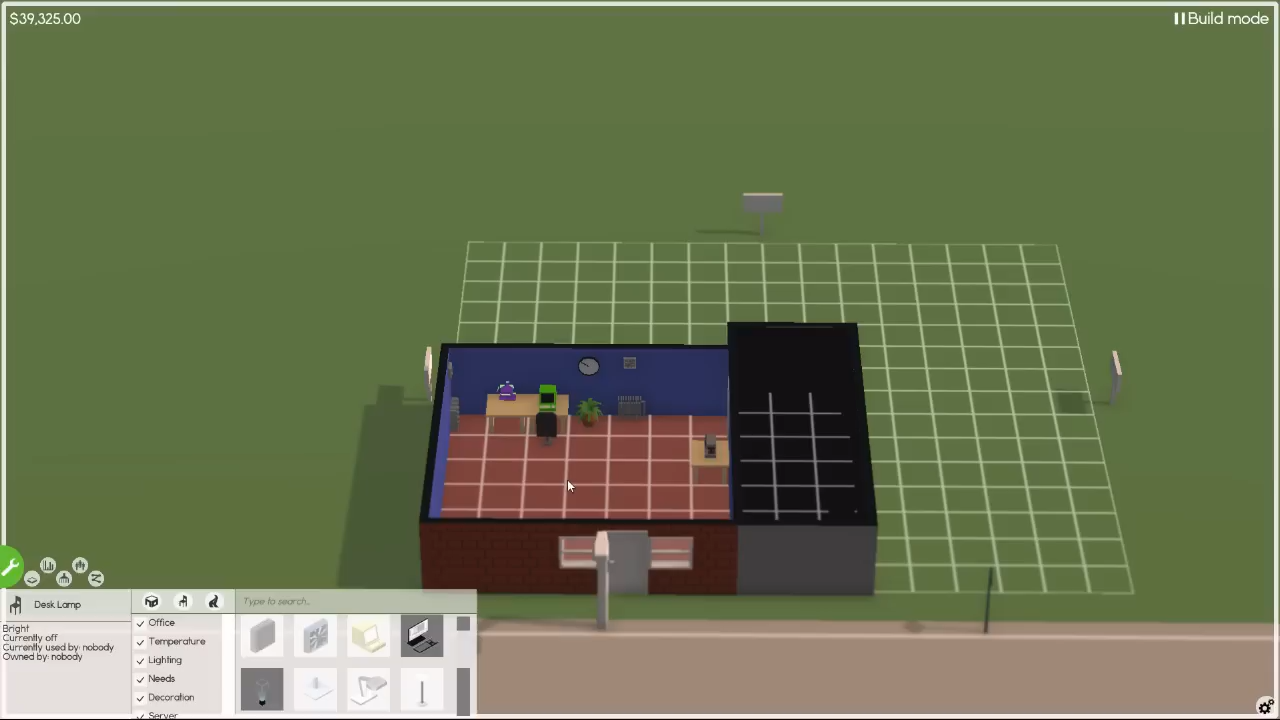 $39,325.00
Build mode
Desk Lamp
Bright
Currently off
Currently used by: nobody
Owned by: nobody
Office
Temperature
Lighting
Needs
Decoration
Server
Type to search..